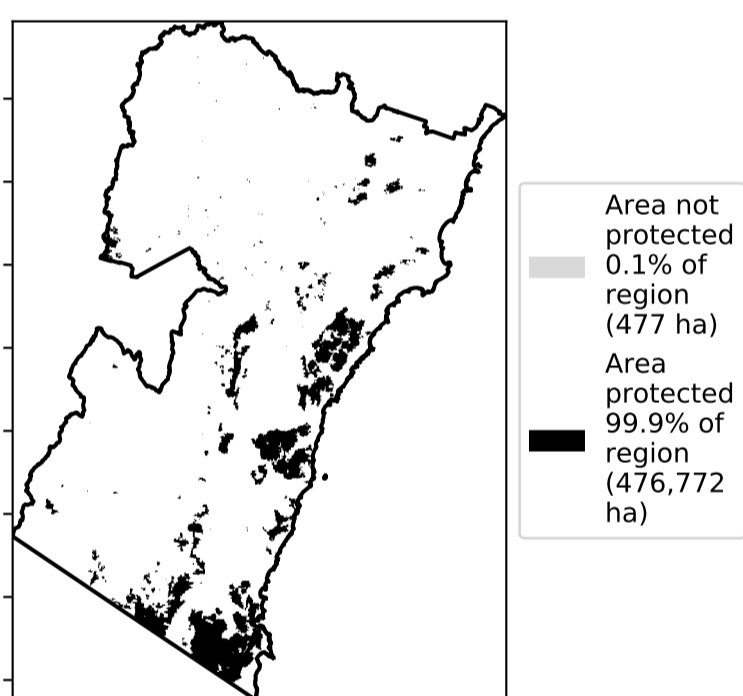 Area not
protected
0.1% of
region
(477 ha)
Area
protected
99.9% of
region
(476,772
ha)